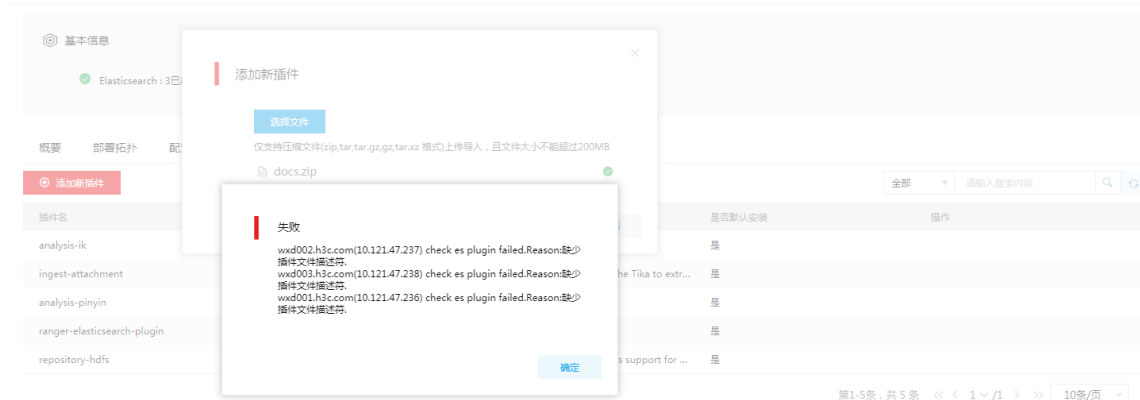 基本信息
Elasticsearch : 3已
添加新插件
选择文件
仅支持压缩文件(zip,tar,tar.gz,gz,tar.xz 格式)上传导入，且文件大小不能超过200MB
docs.zip
概要 部署拓扑
添加新插件
全部 请输入搜索内容
插件名 是否默认安装 操作
analysis-ik 是
ingest-attachment he Tika to extr... 是
analysis-pinyin 是
ranger-elasticsearch-plugin 是
repository-hdfs s support for ... 是
失败
wxd002.h3c.com(10.121.47.237) check es plugin failed.Reason:缺少
插件文件描述符.
wxd003.h3c.com(10.121.47.238) check es plugin failed.Reason:缺少
插件文件描述符.
wxd001.h3c.com(10.121.47.236) check es plugin failed.Reason:缺少
插件文件描述符.
确定
第1-5条，共 5 条 1 /1 10条/页